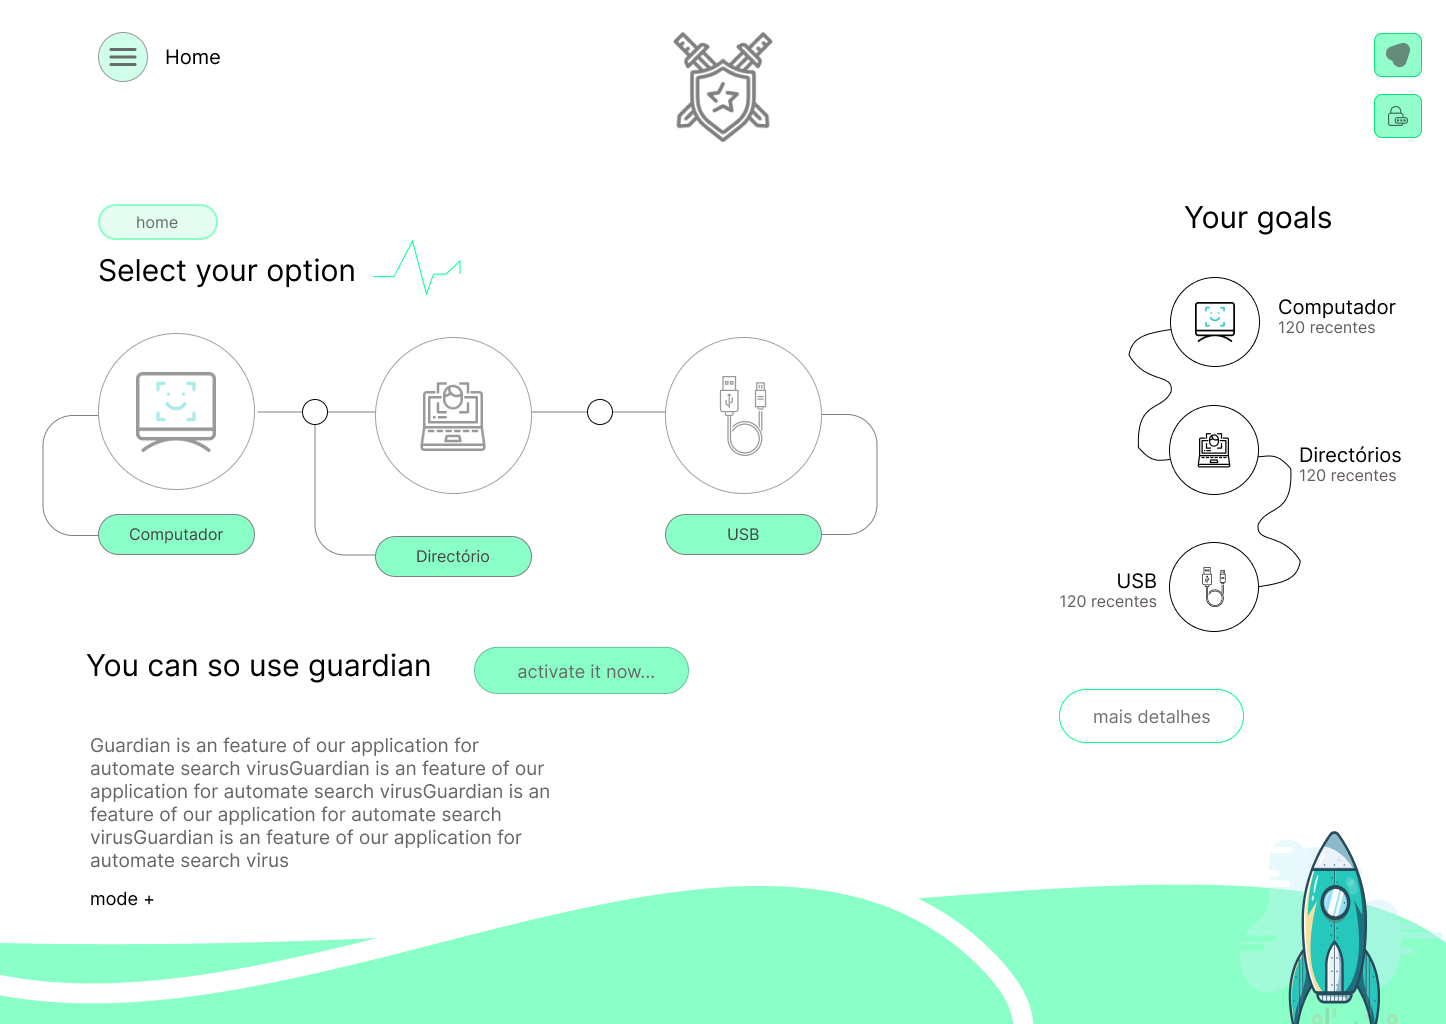 Home
home
Select your option
Computador
Directório
USB
Your goals
Computador
120 recentes
Directórios
120 recentes
USB
120 recentes
mais detalhes
You can so use guardian
activate it now...
Guardian is an feature of our application for
automate search virusGuardian is an feature of our
application for automate search virusGuardian is an
feature of our application for automate search
virusGuardian is an feature of our application for
automate search virus
mode +